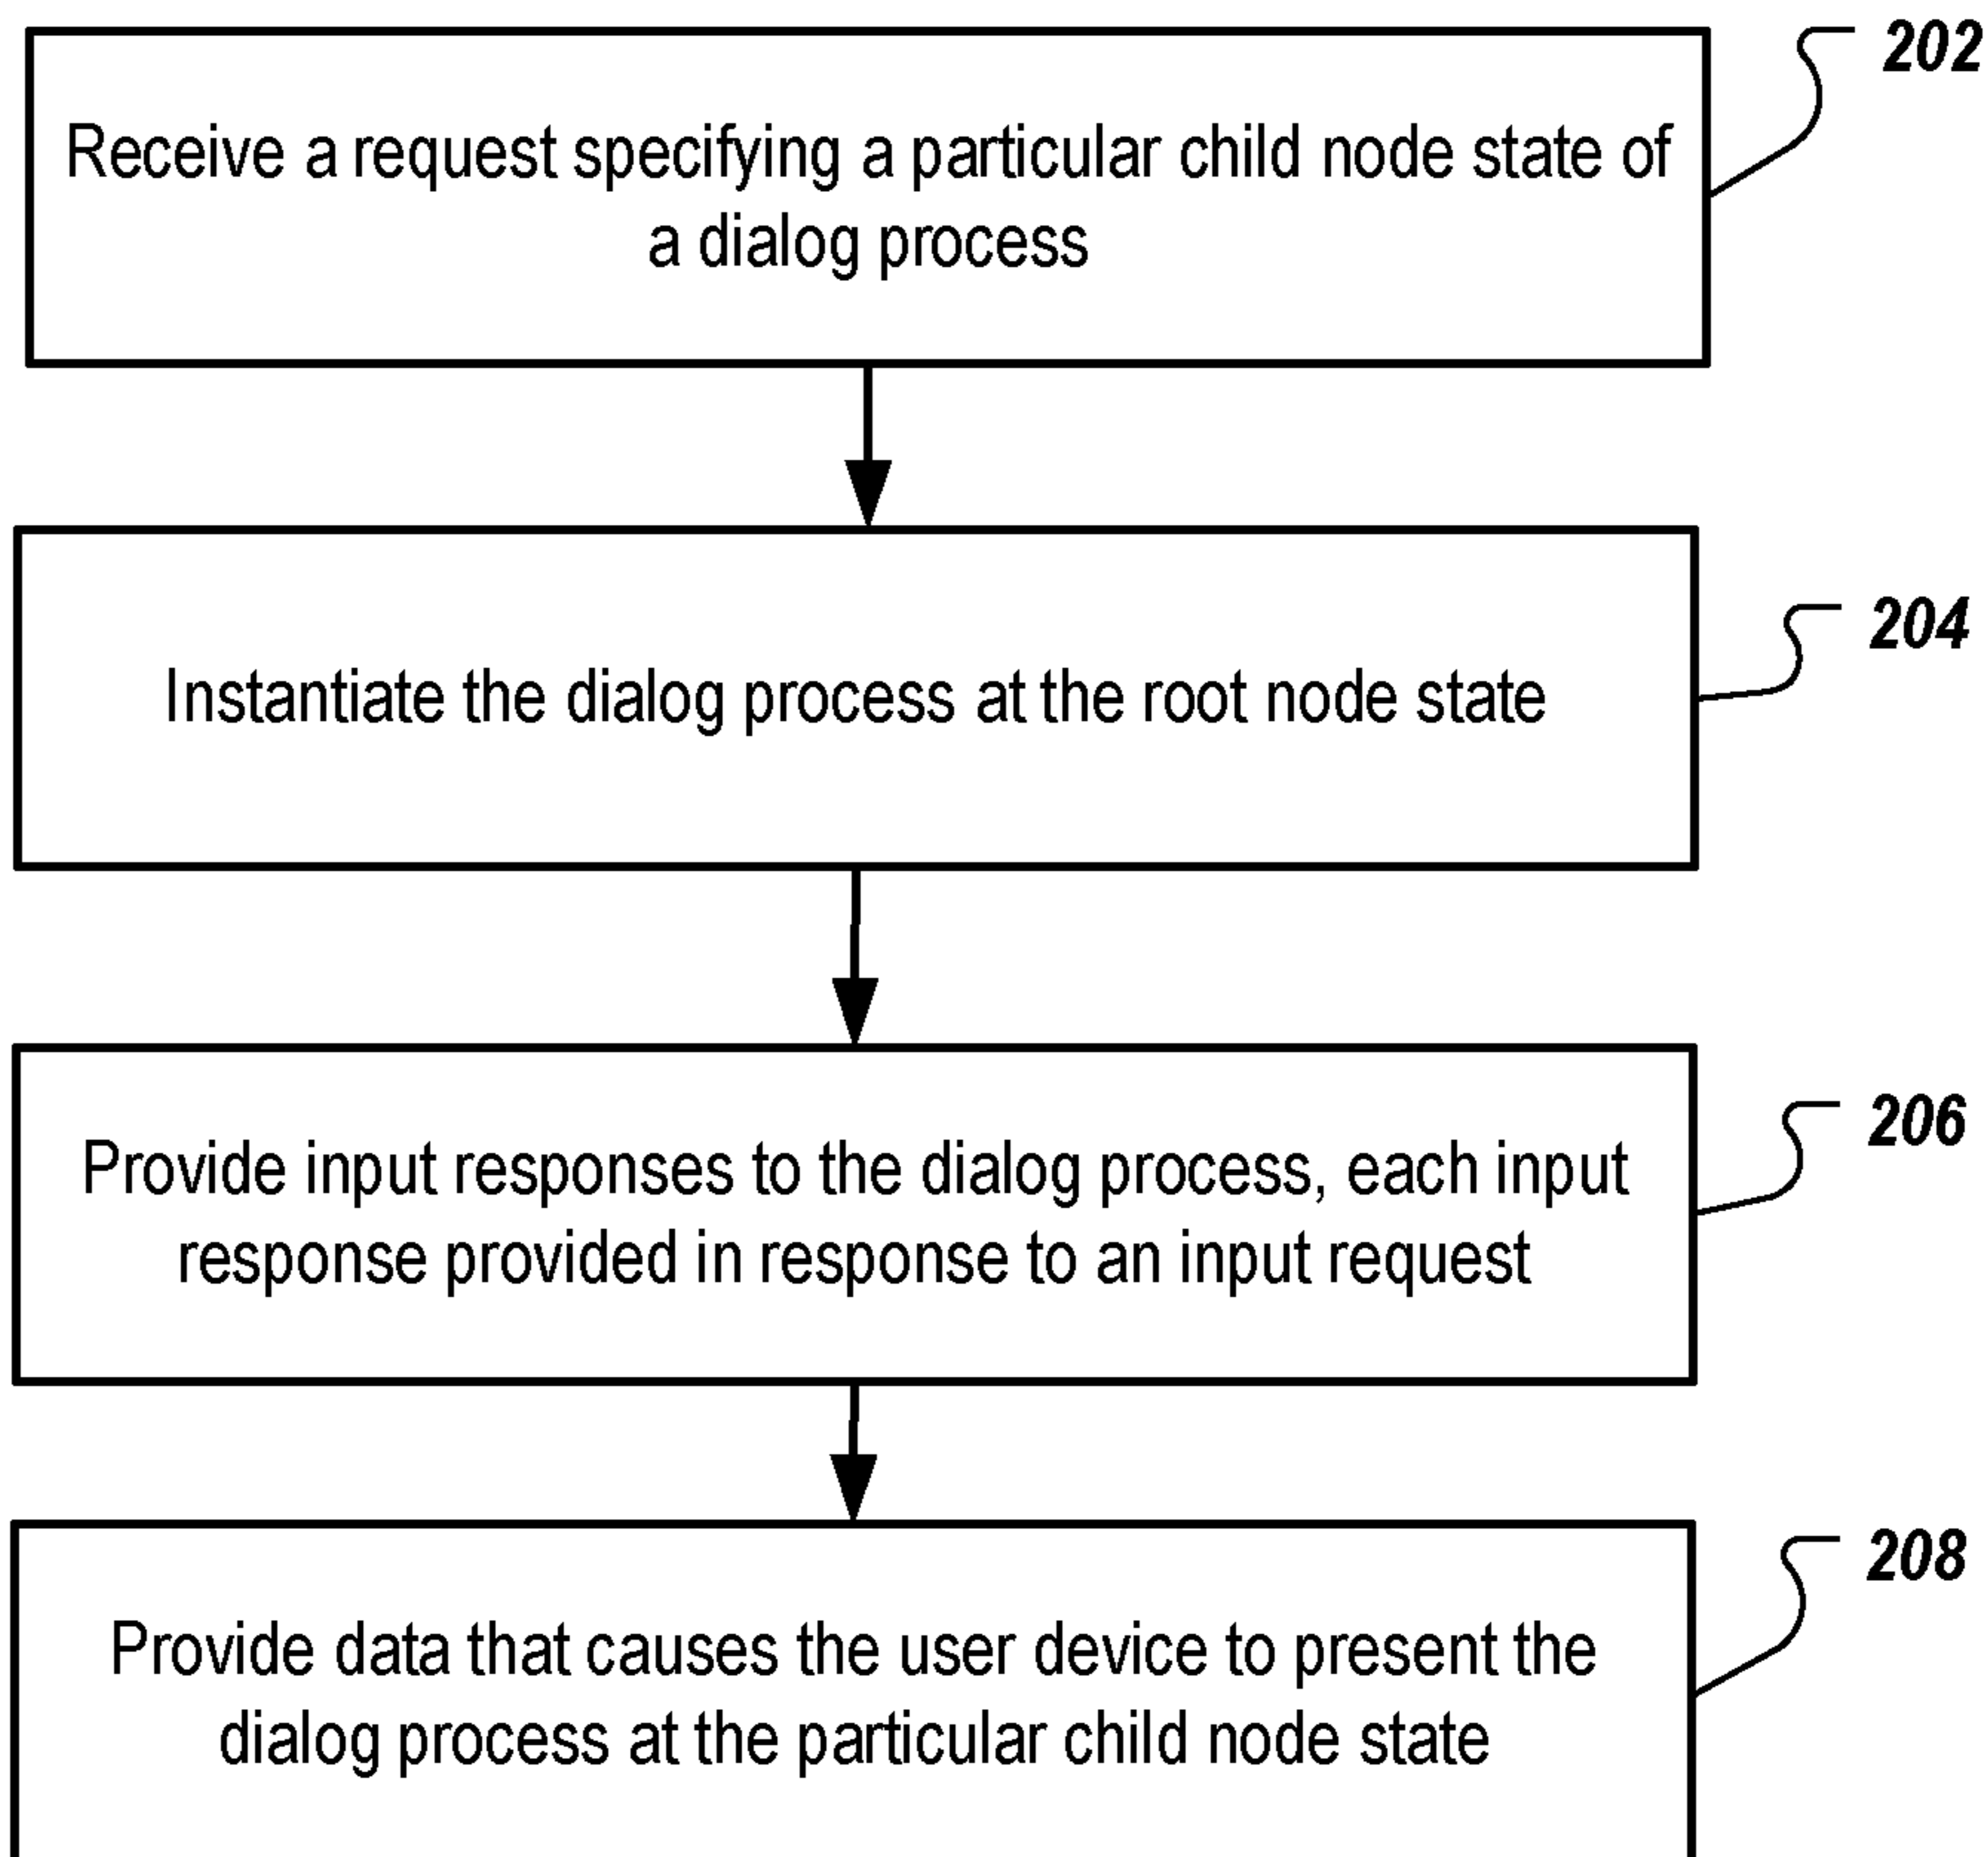 202
Receive a request specifying a particular child node state of
a dialog process
204
Instantiate the dialog process at the root node state
206
Provide input responses to the dialog process, each input
response provided in response to an input request
208
Provide data that causes the user device to present the
dialog process at the particular child node state